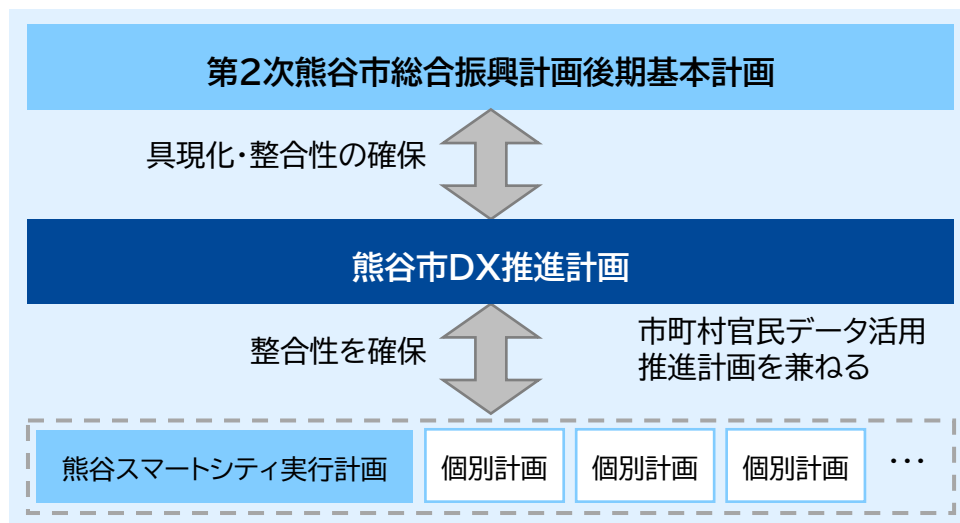 第2次熊谷市総合振興計画後期基本計画
具現化・整合性の確保
熊谷市DX推進計画
整合性を確保
市町村官民データ活用
推進計画を兼ねる
熊谷スマートシティ実行計画
個別計画
個別計画
個別計画
…